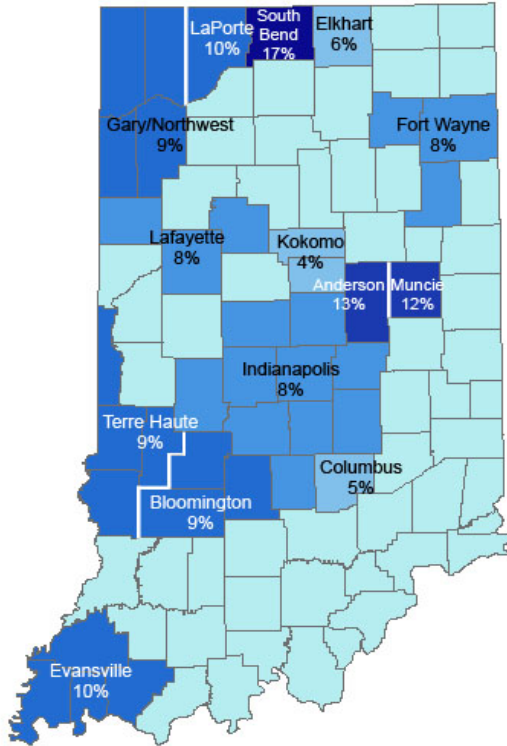 South
Bend
17%
LaPorte
10%
Elkhart
6%
Gary/Northwest
9%
Fort Wayne
8%
Lafayette
8%
Kokomo
4%
Anderson
13%
Muncie
12%
Indianapolis
8%
Terre Haute
9%
Columbus
5%
Bloomington
9%
Evansville
10%